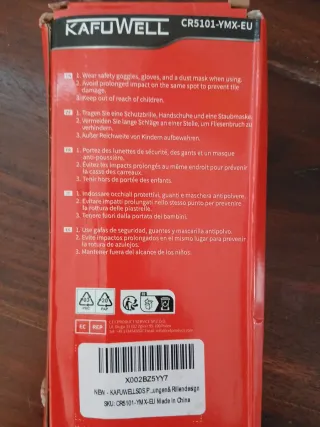 KAFUWELL CR5101-YMX-EU
1. Wear safety goggles, gloves, and a dust mask when using.
2. Avoid prolonged impact on the same spot to prevent tile
damage.
3. Keep out of reach of children.
1. Tragen Sie eine Schutzbrille, Handschuhe und eine Staubmaske.
2. Vermeiden Sie lange Schläge an einer Stelle, um Fliesenbruch zu
verhindern.
3. Außer Reichweite von Kindern aufbewahren.
1. Portez des lunettes de sécurité, des gants et un masque
anti-poussière.
2. Évitez les impacts prolongés au même endroit pour prévenir
la casse des carreaux.
3. Tenir hors de portée des enfants.
1. Indossare occhiali protettivi, guanti e maschera antipolvere.
2. Evitare impatti prolungati nello stesso punto per prevenire
la rottura delle piastrelle.
3. Tenere fuori dalla portata dei bambini.
1. Use gafas de seguridad, guantes y mascarilla antipolvo.
2. Evite impactos prolongados en el mismo lugar para prevenir
la rotura de azulejos.
3. Mantener fuera del alcance de los niños.
PAP
REP
X002BZ5YY7
NEW - KAFUWELLSDS P...ungen& Rillendesign
SKU: CR5101-YMX-EU Made in China